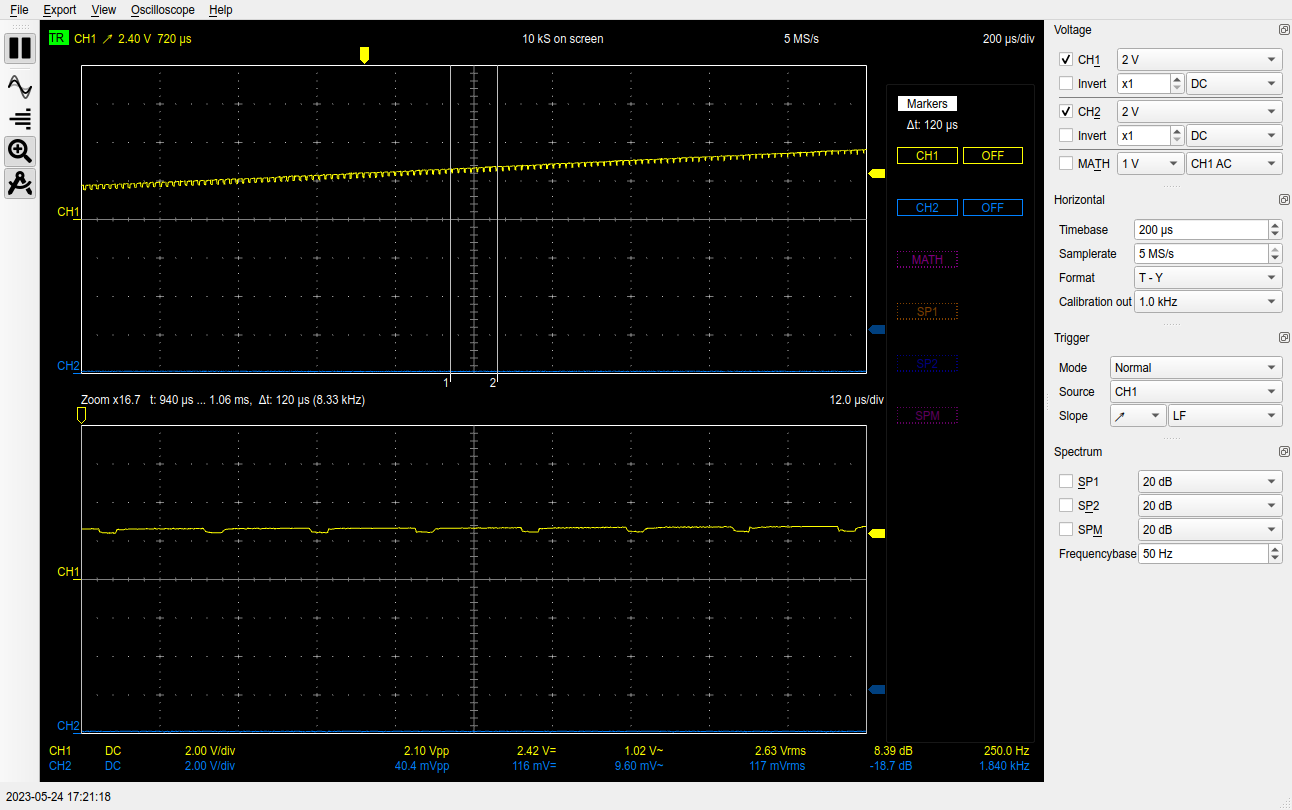 File Export View Oscilloscope Help
TR CH1 2.40 V 720 µs 10 kS on screen 5 MS/s 200 µs/div
Markers
Δt: 120 µs
CH1 OFF
CH2 OFF
MATH
SP1
SP2
SPM
CH1
CH2
1 2
Zoom x16.7 t: 940 µs ... 1.06 ms, Δt: 120 µs (8.33 kHz) 12.0 µs/div
CH1
CH2
CH1 DC 2.00 V/div 2.10 Vpp 2.42 V= 1.02 V~ 2.63 Vrms 8.39 dB 250.0 Hz
CH2 DC 2.00 V/div 40.4 mVpp 116 mV= 9.60 mV~ 117 mVrms -18.7 dB 1.840 kHz
2023-05-24 17:21:18
Voltage
CH1 2 V
Invert x1 DC
CH2 2 V
Invert x1 DC
MATH 1 V CH1 AC
Horizontal
Timebase 200 µs
Samplerate 5 MS/s
Format T - Y
Calibration out 1.0 kHz
Trigger
Mode Normal
Source CH1
Slope LF
Spectrum
SP1 20 dB
SP2 20 dB
SPM 20 dB
Frequencybase 50 Hz